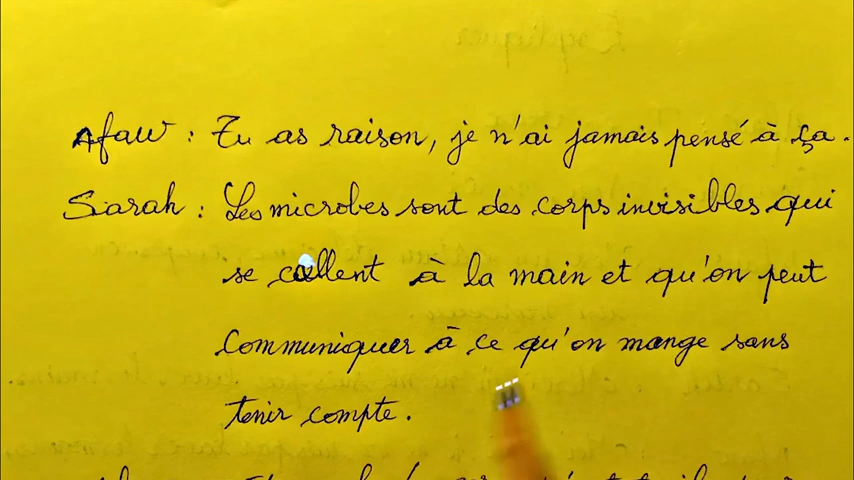 Afaw : Tu as raison, je n'ai jamais pensé à ça.
Sarah : Les microbes sont des corps invisibles qui
se collent à la main et qu'on peut
communiquer à ce qu'on mange sans
tenir compte.